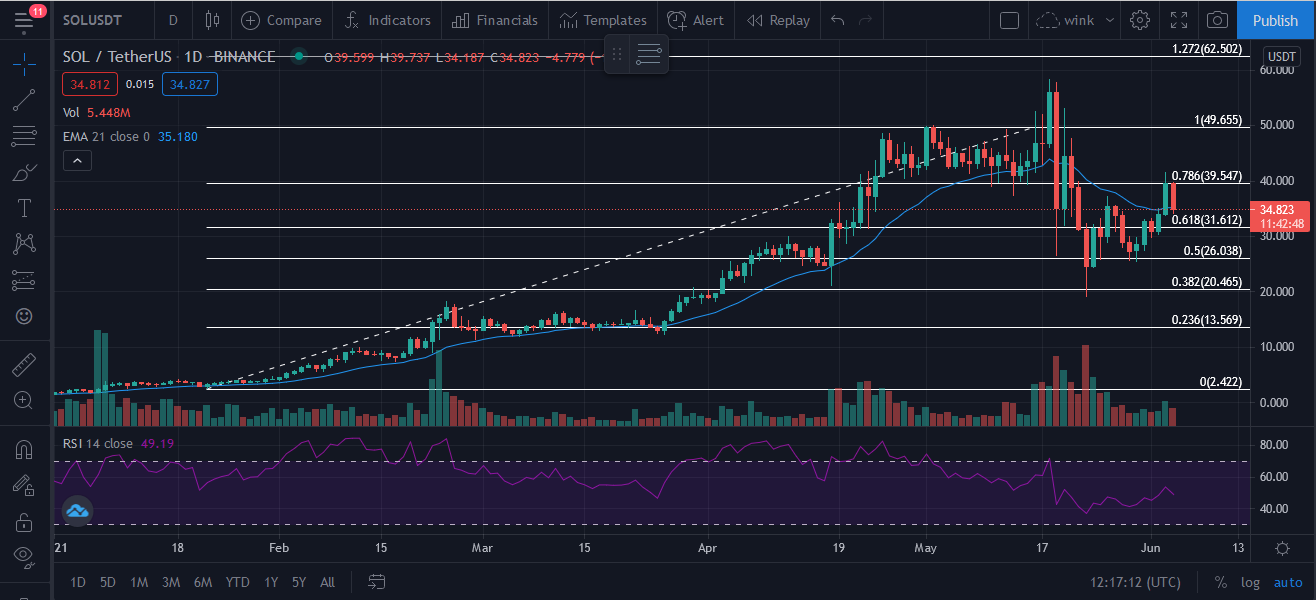 11
SOLUSDT D Compare Indicators Financials Templates Alert Replay wink Publish
SOL / TetherUS · 1D · BINANCE O39.599 H39.737 L34.187 C34.823 −4.779 (−
34.812 0.015 34.827
Vol 5.448M
EMA 21 close 0 35.180
USDT
1.272(62.502)
60.000
1(49.655)
50.000
0.786(39.547)
40.000
34.823
11:42:48
0.618(31.612)
30.000
0.5(26.038)
0.382(20.465)
20.000
0.236(13.569)
10.000
0(2.422)
0.000
RSI 14 close 49.19
80.00
60.00
40.00
21 18 Feb 15 Mar 15 Apr 19 May 17 Jun 13
1D 5D 1M 3M 6M YTD 1Y 5Y All 12:17:12 (UTC) % log auto